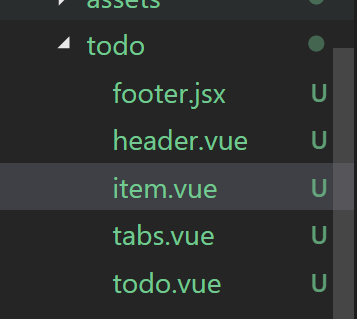 assets
todo
footer.jsx U
header.vue U
item.vue U
tabs.vue U
todo.vue U